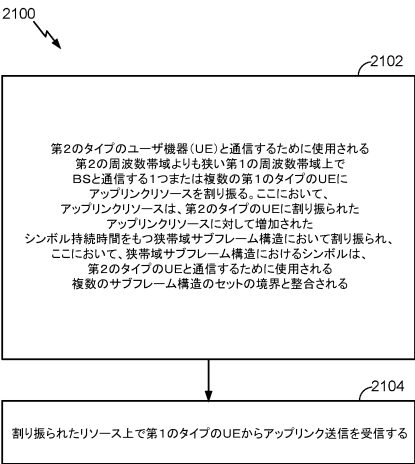 2100
2102
第2のタイプのユーザ機器（UE）と通信するために使用される
第2の周波数帯域よりも狭い第1の周波数帯域上で
BSと通信する1つまたは複数の第1のタイプのUEに
アップリンクリソースを割り振る。ここにおいて、
アップリンクリソースは、第2のタイプのUEに割り振られた
アップリンクリソースに対して増加された
シンボル持続時間をもつ狭帯域サブフレーム構造において割り振られ、
ここにおいて、狭帯域サブフレーム構造におけるシンボルは、
第2のタイプのUEと通信するために使用される
複数のサブフレーム構造のセットの境界と整合される
2104
割り振られたリソース上で第1のタイプのUEからアップリンク送信を受信する